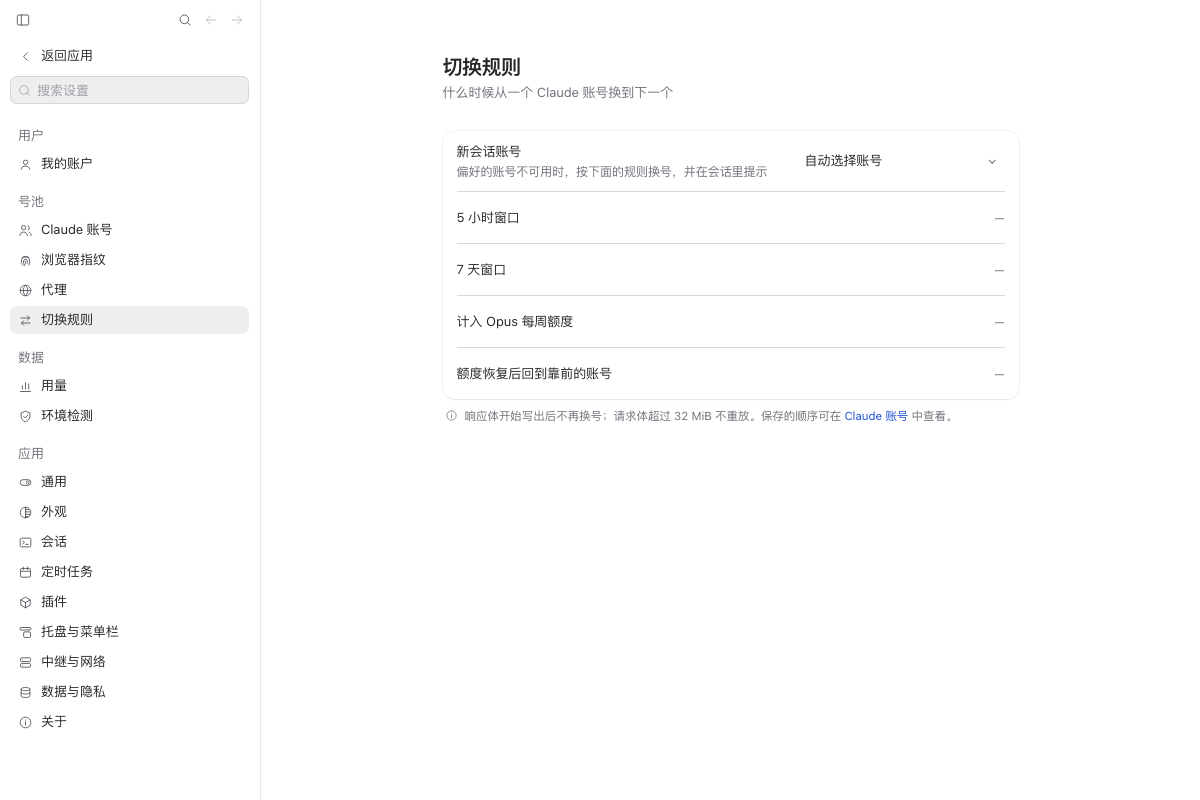 返回应用
搜索设置
用户
我的账户
号池
Claude 账号
浏览器指纹
代理
切换规则
数据
用量
环境检测
应用
通用
外观
会话
定时任务
插件
托盘与菜单栏
中继与网络
数据与隐私
关于
切换规则
什么时候从一个 Claude 账号换到下一个
新会话账号
偏好的账号不可用时，按下面的规则换号，并在会话里提示
自动选择账号
5 小时窗口
—
7 天窗口
—
计入 Opus 每周额度
—
额度恢复后回到靠前的账号
—
响应体开始写出后不再换号；请求体超过 32 MiB 不重放。保存的顺序可在 Claude 账号 中查看。